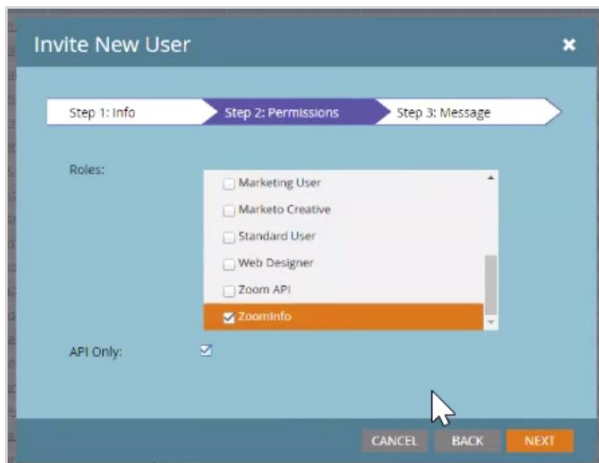 Invite New User
Step 1: Info
Step 2: Permissions
Step 3: Message
Roles:
Marketing User
Marketo Creative
Standard User
Web Designer
Zoom API
ZoomInfo
API Only:
CANCEL
BACK
NEXT